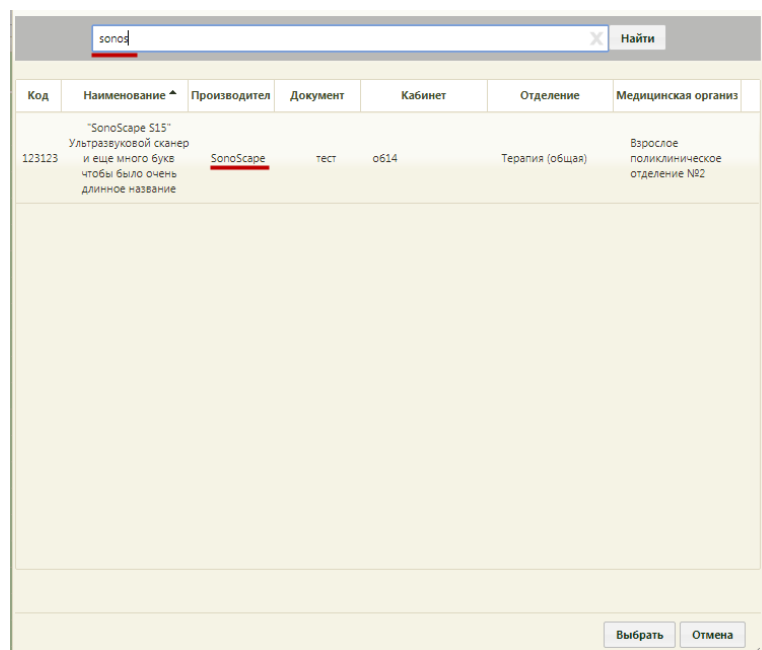 sonos X Найти
Код Наименование Производител Документ Кабинет Отделение Медицинская организ
"SonoScape S15"
Ультразвуковой сканер
и еще много букв
чтобы было очень
длинное название
123123
SonoScape
тест
о614
Терапия (общая)
Взрослое
поликлиническое
отделение №2
Выбрать Отмена